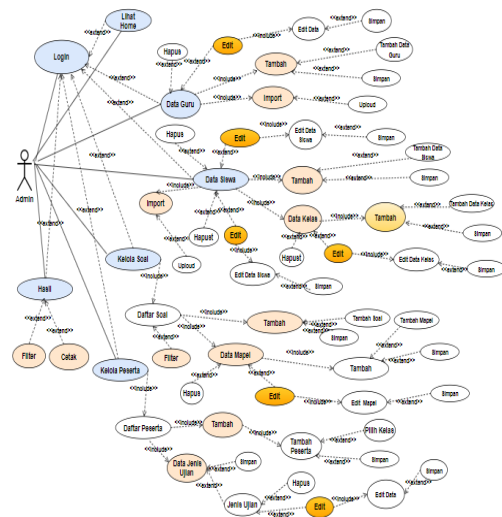 Lihat
Home
Login
Hapus
Edit
Edit Data
Simpan
<<include>>
<<extend>>
Data Guru
Tambah
Tambah Data
Guru
Simpan
Import
Uploud
Hapus
Edit
Edit Data
Siswa
Simpan
Admin
Data Siswa
Tambah
Tambah Data
Siswa
Simpan
Import
Uploud
Hapust
Edit
Edit Data Siswa
Simpan
Data Kelas
Hapust
Tambah
Tambah Data Kelas
Simpan
Edit
Edit Data Kelas
Simpan
Kelola Soal
Hasil
Filter
Cetak
Daftar Soal
Tambah
Tambah Soal
Simpan
Filter
Data Mapel
Hapus
Tambah
Tambah Mapel
Simpan
Edit
Edit Mapel
Simpan
Kelola Peserta
Daftar Peserta
Tambah
Tambah
Peserta
Pilih Kelas
Simpan
Data Jenis
Ujian
Simpan
Jenis Ujian
Hapus
Edit
Edit Data
Simpan